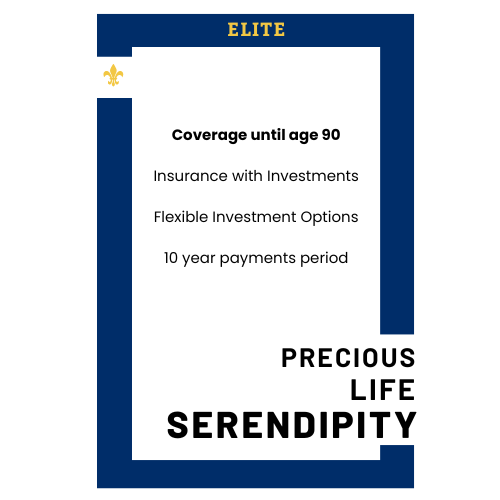 ELITE
Coverage until age 90
Insurance with Investments
Flexible Investment Options
10 year payments period
PRECIOUS
LIFE
SERENDIPITY